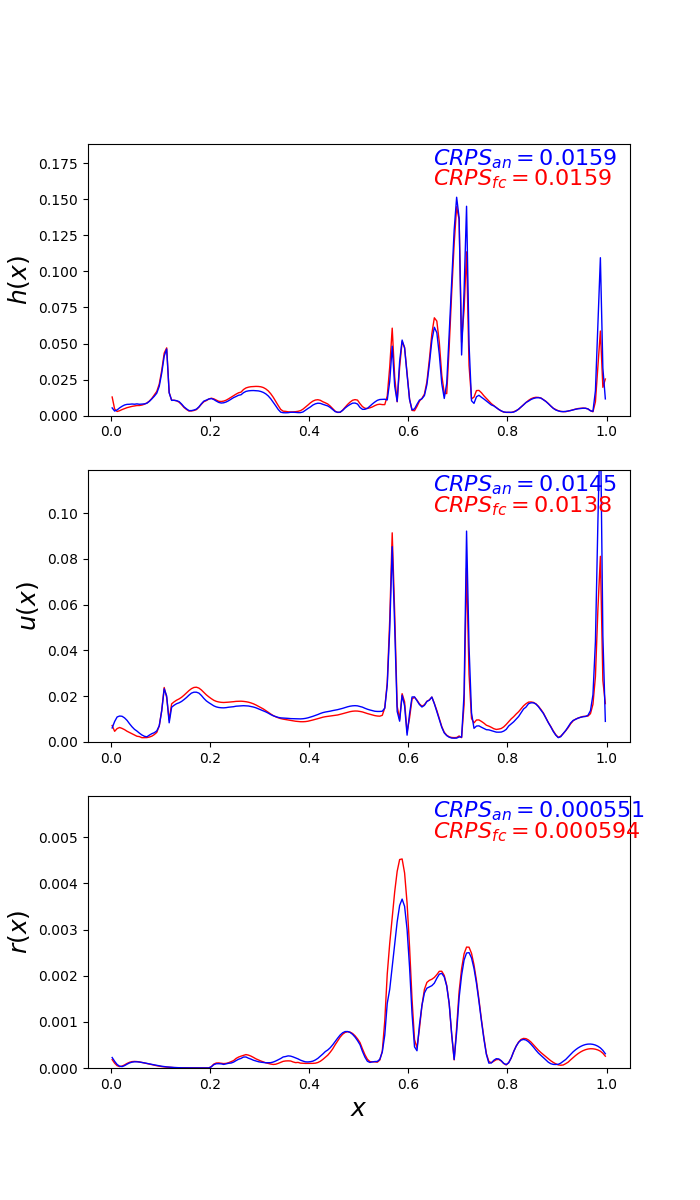 CRPS_an = 0.0159
CRPS_fc = 0.0159
0.175
0.150
0.125
0.100
0.075
0.050
0.025
0.000
h(x)
0.0 0.2 0.4 0.6 0.8 1.0
CRPS_an = 0.0145
CRPS_fc = 0.0138
0.10
0.08
0.06
0.04
0.02
0.00
u(x)
0.0 0.2 0.4 0.6 0.8 1.0
CRPS_an = 0.000551
CRPS_fc = 0.000594
0.005
0.004
0.003
0.002
0.001
0.000
r(x)
0.0 0.2 0.4 0.6 0.8 1.0
x